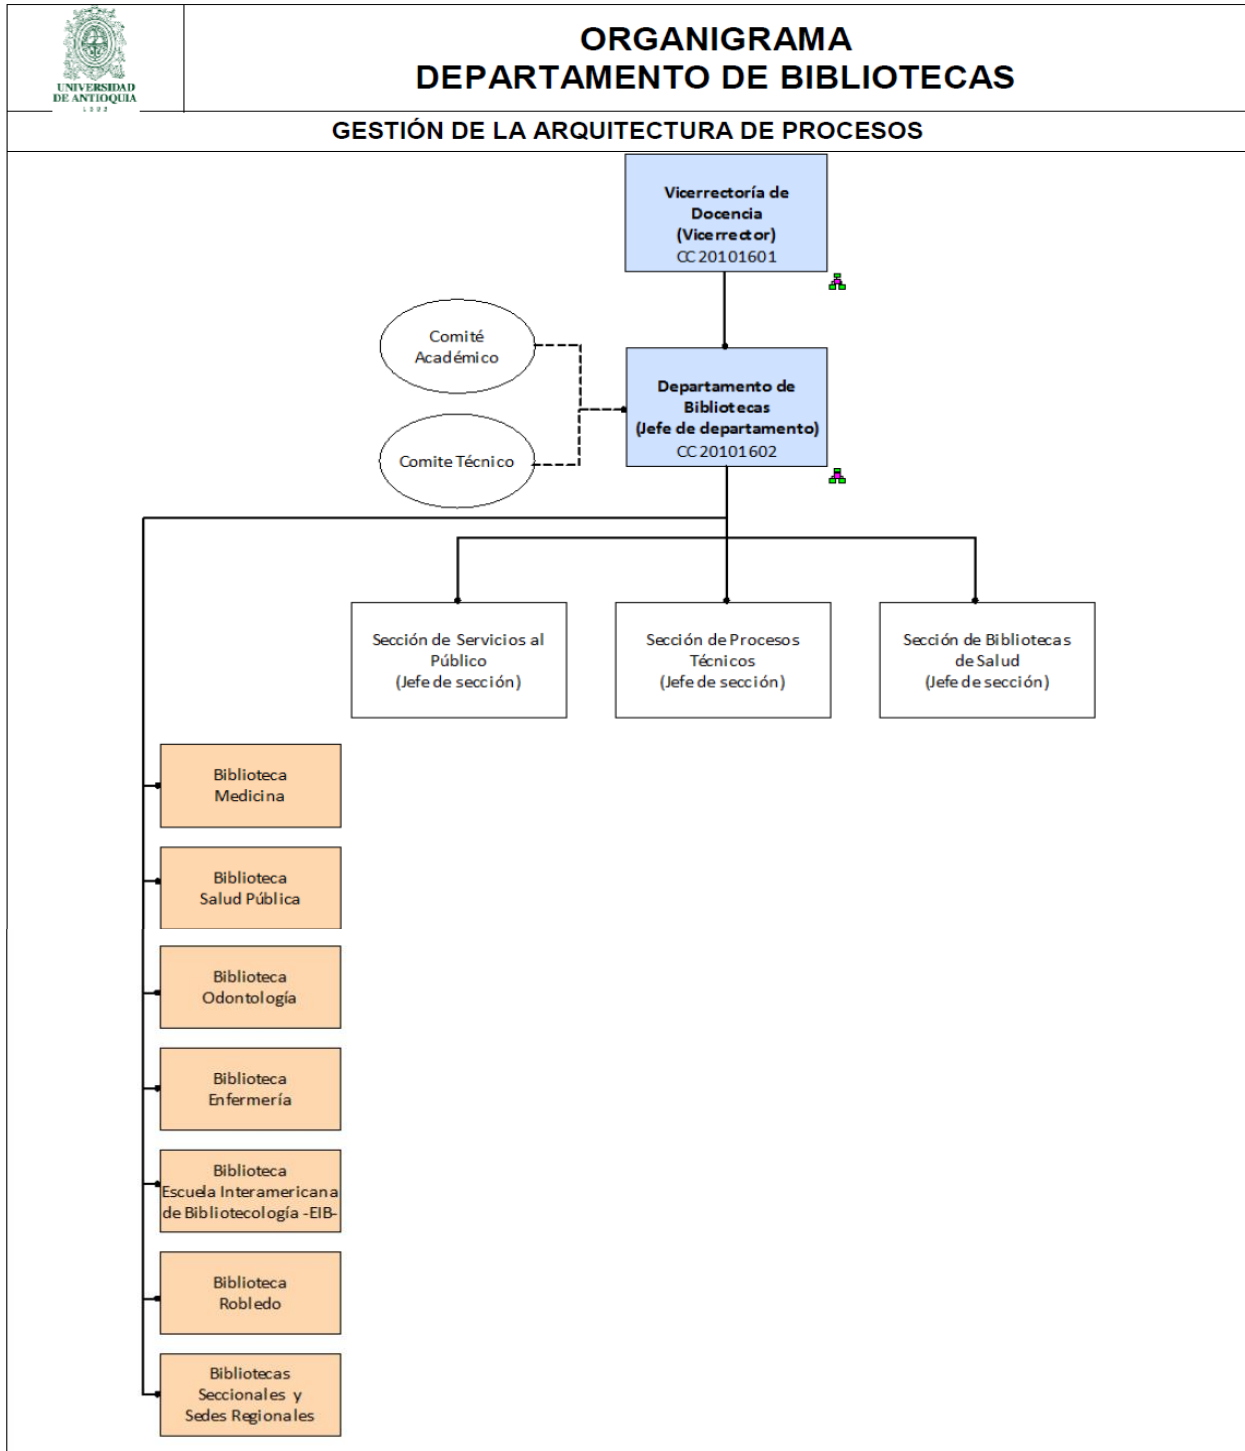 UNIVERSIDAD
DE ANTIOQUIA
1803
ORGANIGRAMA
DEPARTAMENTO DE BIBLIOTECAS
GESTIÓN DE LA ARQUITECTURA DE PROCESOS
Vicerrectoría de
Docencia
(Vicerrector)
CC 20101601
Comité
Académico
Comite Técnico
Departamento de
Bibliotecas
(Jefe de departamento)
CC 20101602
Sección de Servicios al
Público
(Jefe de sección)
Sección de Procesos
Técnicos
(Jefe de sección)
Sección de Bibliotecas
de Salud
(Jefe de sección)
Biblioteca
Medicina
Biblioteca
Salud Pública
Biblioteca
Odontología
Biblioteca
Enfermería
Biblioteca
Escuela Interamericana
de Bibliotecología -EIB-
Biblioteca
Robledo
Bibliotecas
Seccionales y
Sedes Regionales